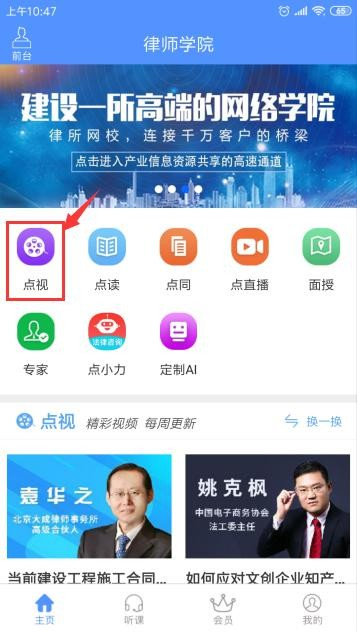 上午10:47
65
前台
律师学院
建设一所高端的网络学院
律所网校，连接千万客户的桥梁
点击进入产业信息资源共享的高速通道
点视
点读
点同
点直播
面授
法律咨询
专家
点小力
定制AI
点视 精彩视频 每周更新
换一换
袁华之
北京大成律师事务所
高级合伙人
姚克枫
中国电子商务协会
法工委主任
当前建设工程施工合同...
如何应对文创企业知产...
主页
听课
会员
我的